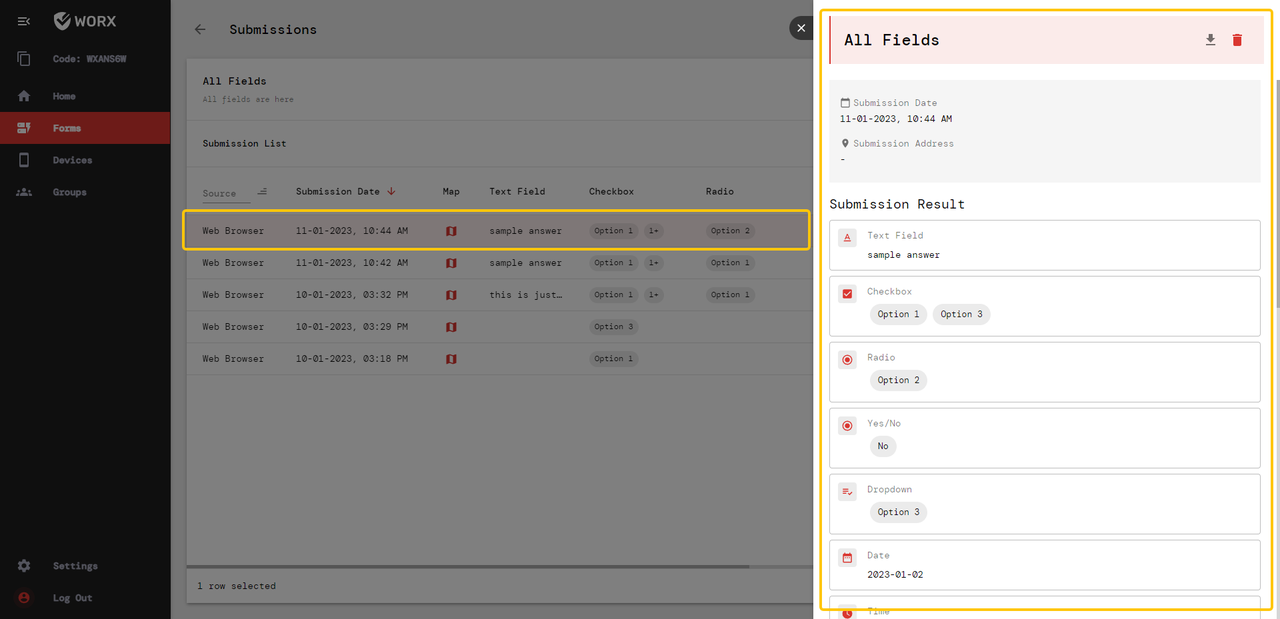 WORX
Code: WXANS6W
Home
Forms
Devices
Groups
Settings
Log Out
Submissions
All Fields
All fields are here
Submission List
Source Submission Date Map Text Field Checkbox Radio
Web Browser 11-01-2023, 10:44 AM sample answer Option 1 1+ Option 2
Web Browser 11-01-2023, 10:42 AM sample answer Option 1 1+ Option 1
Web Browser 10-01-2023, 03:32 PM this is just… Option 1 1+ Option 1
Web Browser 10-01-2023, 03:29 PM Option 3
Web Browser 10-01-2023, 03:18 PM Option 1
1 row selected
All Fields
Submission Date
11-01-2023, 10:44 AM
Submission Address
-
Submission Result
Text Field
sample answer
Checkbox
Option 1 Option 3
Radio
Option 2
Yes/No
No
Dropdown
Option 3
Date
2023-01-02
Time